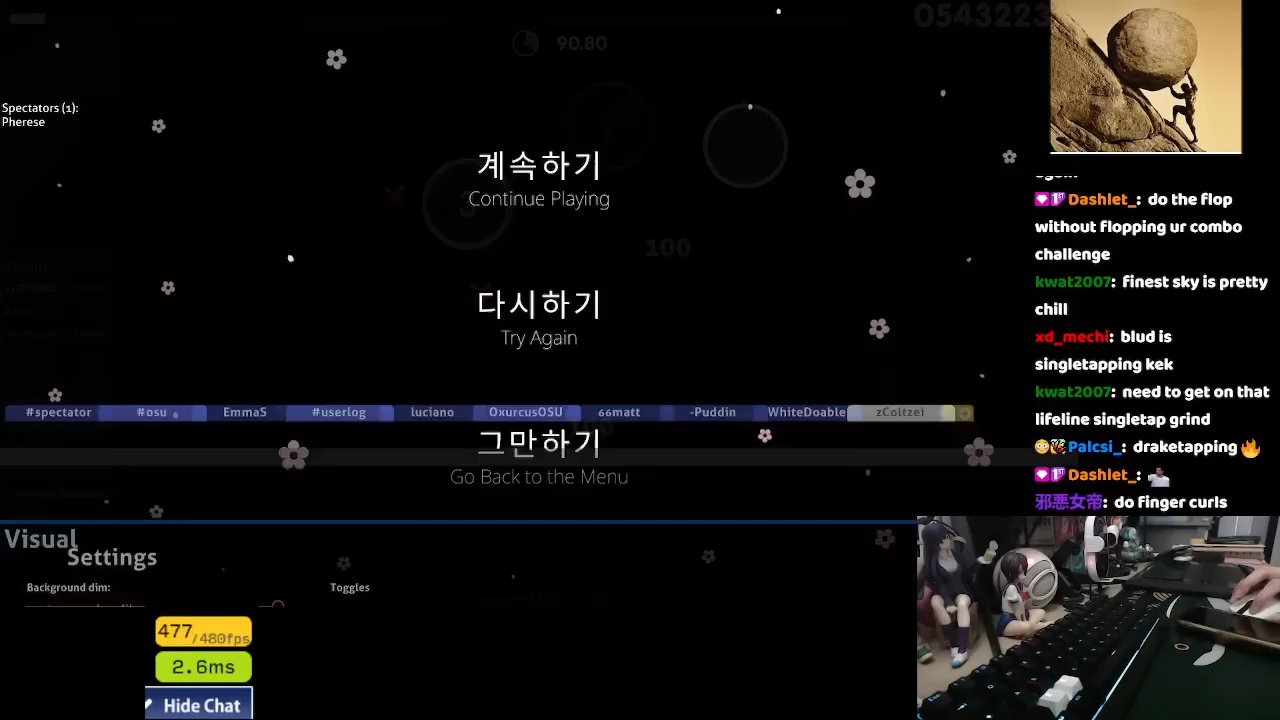 0543223
90.80
Spectators (1):
Pherese
계속하기
Continue Playing
3
100
다시하기
Try Again
#spectator #osu EmmaS #userlog luciano OxurcusOSU 66matt -Puddin WhiteDoable zColtzei
그만하기
Go Back to the Menu
Visual
Settings
Background dim:
Toggles
477/480fps
2.6ms
Hide Chat
again
Dashlet_: do the flop
without flopping ur combo
challenge
kwat2007: finest sky is pretty
chill
xd_mechi: blud is
singletapping kek
kwat2007: need to get on that
lifeline singletap grind
Palcsi_: draketapping
Dashlet_:
邪悪女帝: do finger curls